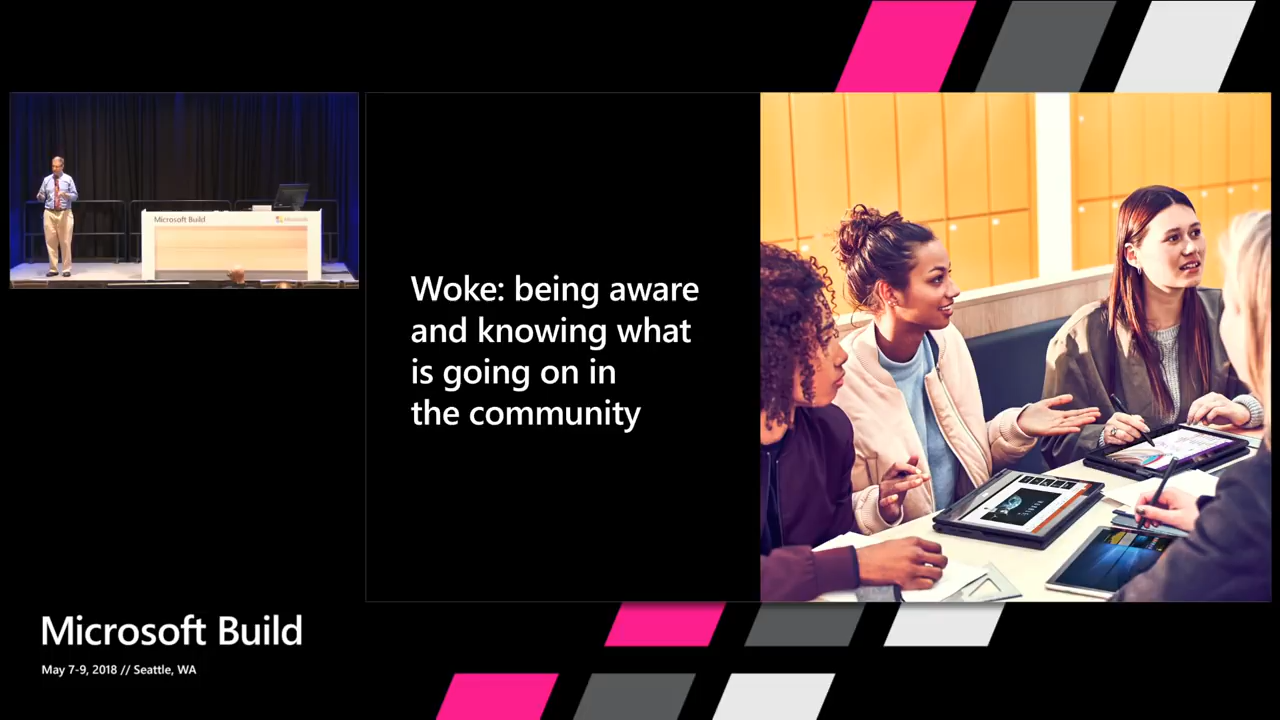 Microsoft Build
Woke: being aware
and knowing what
is going on in
the community
Microsoft Build
May 7-9, 2018 // Seattle, WA